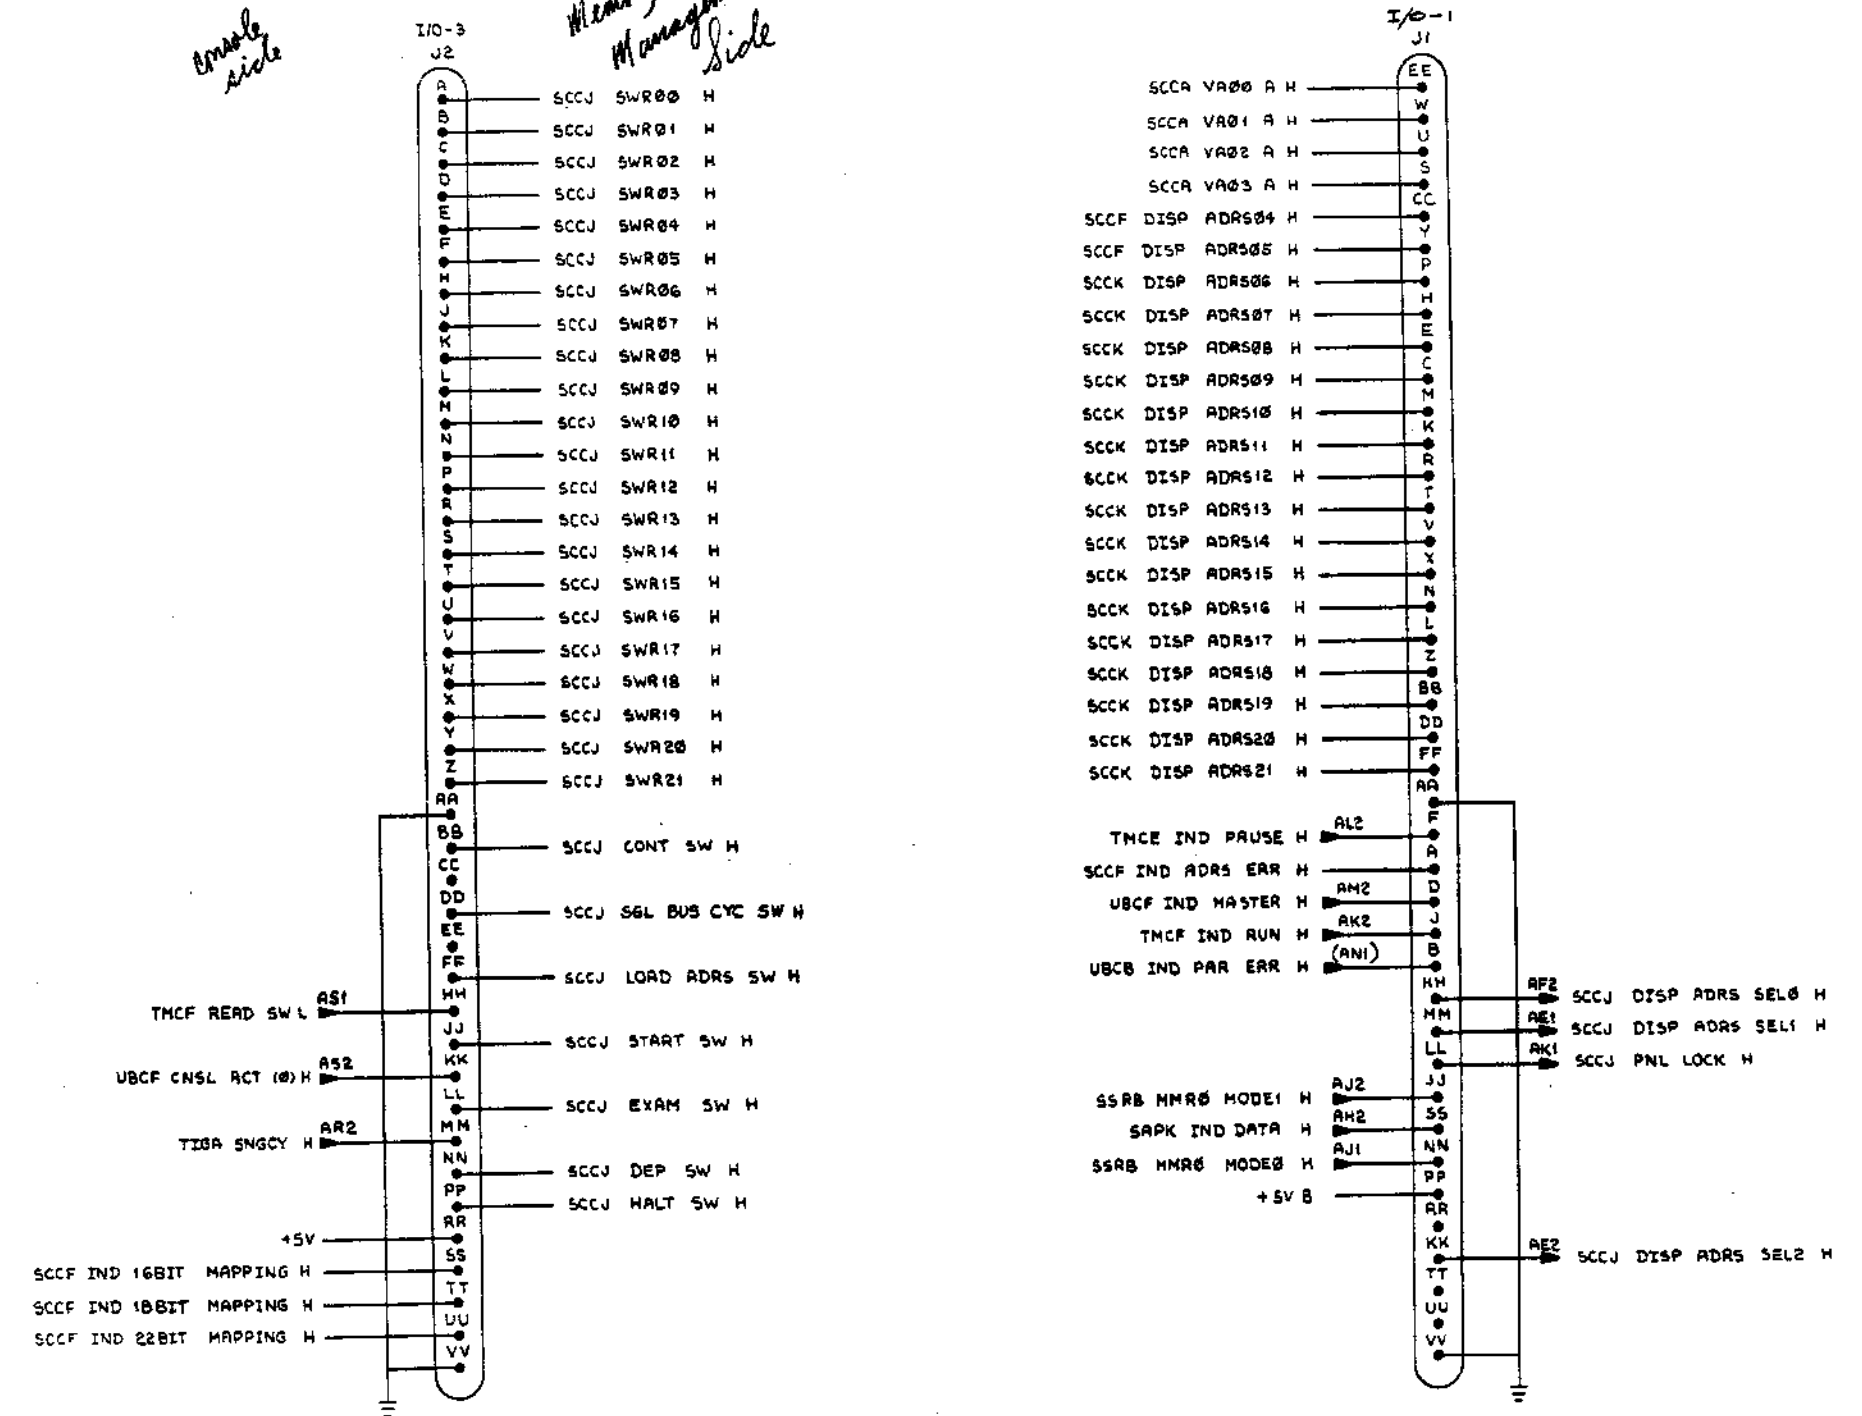 console
side
Manag
Side
I/O-3
J2
A
SCCJ SWR00 H
B
SCCJ SWR01 H
C
SCCJ SWR02 H
D
SCCJ SWR03 H
E
SCCJ SWR04 H
F
SCCJ SWR05 H
H
SCCJ SWR06 H
J
SCCJ SWR07 H
K
SCCJ SWR08 H
L
SCCJ SWR09 H
M
SCCJ SWR10 H
N
SCCJ SWR11 H
P
SCCJ SWR12 H
R
SCCJ SWR13 H
S
SCCJ SWR14 H
T
SCCJ SWR15 H
U
SCCJ SWR16 H
V
SCCJ SWR17 H
W
SCCJ SWR18 H
X
SCCJ SWR19 H
Y
SCCJ SWR20 H
Z
SCCJ SWR21 H
AA
BB
SCCJ CONT SW H
CC
DD
SCCJ SGL BUS CYC SW H
EE
FF
SCCJ LOAD ADRS SW H
HH
TMCF READ SW L AS1
JJ
SCCJ START SW H
KK
UBCF CNSL ACT (0) H AS2
LL
SCCJ EXAM SW H
MM
TIGA SNGCY H AR2
NN
SCCJ DEP SW H
PP
SCCJ HALT SW H
RR
+5V
SS
SCCF IND 16BIT MAPPING H
TT
SCCF IND 18BIT MAPPING H
UU
SCCF IND 22BIT MAPPING H
VV
I/O-1
J1
EE
SCCA VA00 A H
W
SCCA VA01 A H
U
SCCA VA02 A H
S
SCCA VA03 A H
CC
SCCF DISP ADRS04 H
Y
SCCF DISP ADRS05 H
P
SCCK DISP ADRS06 H
H
SCCK DISP ADRS07 H
E
SCCK DISP ADRS08 H
C
SCCK DISP ADRS09 H
M
SCCK DISP ADRS10 H
K
SCCK DISP ADRS11 H
R
SCCK DISP ADRS12 H
T
SCCK DISP ADRS13 H
V
SCCK DISP ADRS14 H
X
SCCK DISP ADRS15 H
N
SCCK DISP ADRS16 H
L
SCCK DISP ADRS17 H
Z
SCCK DISP ADRS18 H
BB
SCCK DISP ADRS19 H
DD
SCCK DISP ADRS20 H
FF
SCCK DISP ADRS21 H
AA
F
TMCE IND PAUSE H AL2
A
SCCF IND ADRS ERR H
D
UBCF IND MASTER H AM2
J
TMCF IND RUN H AK2
B
UBCB IND PAR ERR H (AN1)
HH
AF2 SCCJ DISP ADRS SEL0 H
MM
AE1 SCCJ DISP ADRS SEL1 H
LL
AK1 SCCJ PNL LOCK H
JJ
SSRB MMR0 MODE1 H AJ2
SS
SAPK IND DATA H AH2
NN
SSRB MMR0 MODE0 H AJ1
PP
+5V B
RR
KK
AE2 SCCJ DISP ADRS SEL2 H
TT
UU
VV